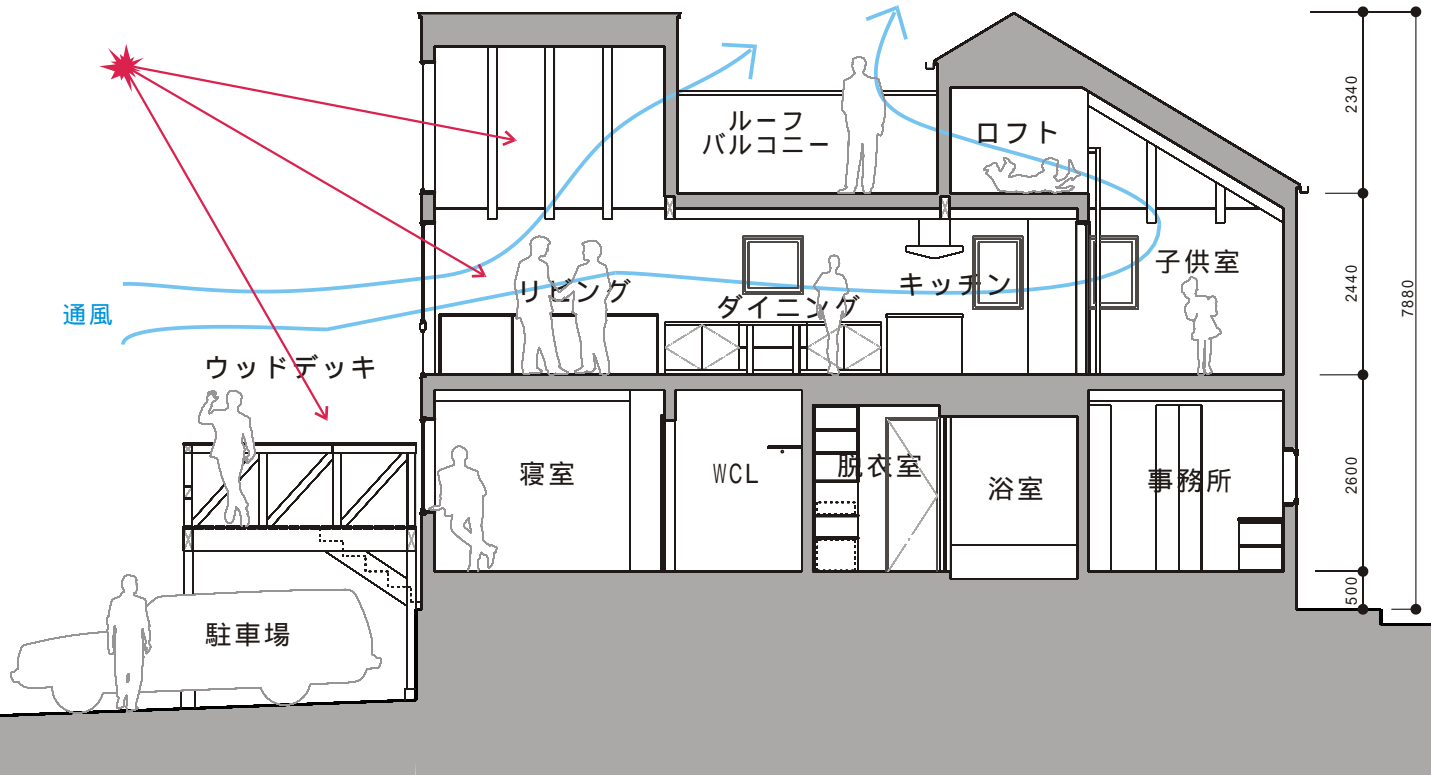 ルーフ
バルコニー
ロフト
2340
リビング
ダイニング
キッチン
子供室
2440
7880
通風
ウッドデッキ
寝室
WCL
脱衣室
浴室
事務所
2600
500
駐車場